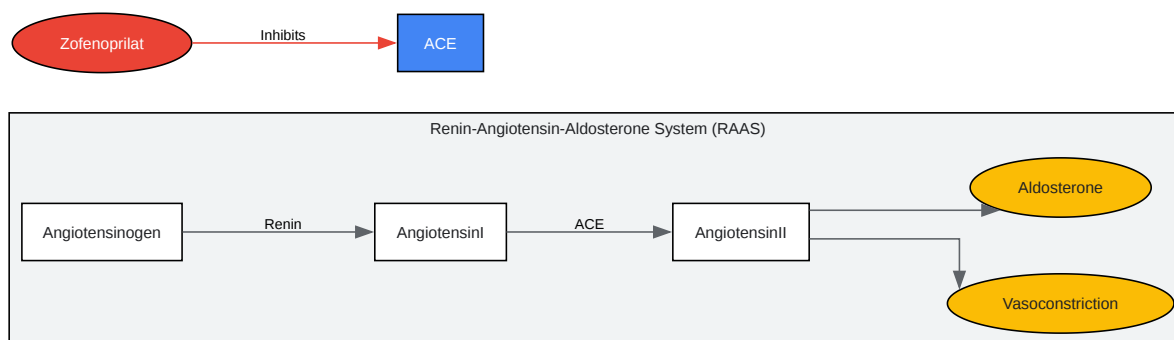 Zofenoprilat
Inhibits
ACE
Renin-Angiotensin-Aldosterone System (RAAS)
Aldosterone
Angiotensinogen
Renin
AngiotensinI
ACE
AngiotensinII
Vasoconstriction